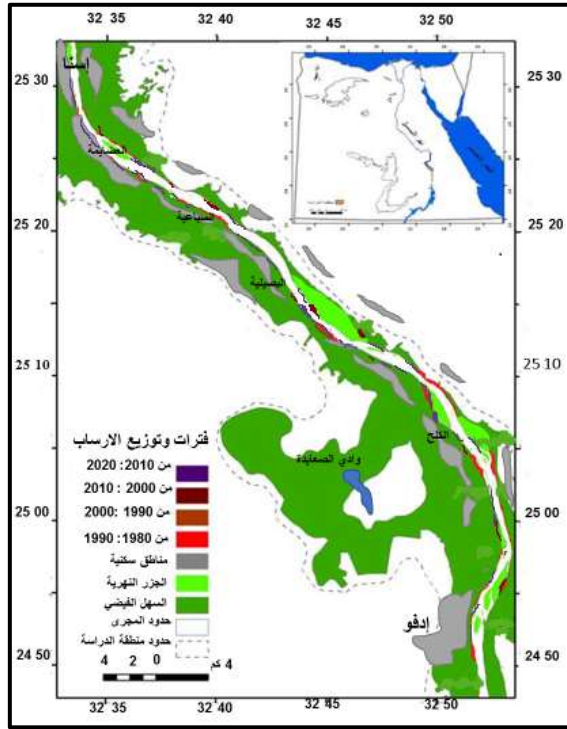 32 35
32 40
32 45
32 50
25 30
25 30
إسنا
العضايمة
25 20
25 20
السباعية
البصيلية
25 10
25 10
الكلح
فترات وتوزيع الارساب
من 2010: 2020
من 2000 : 2010
من 1990 :2000
من 1980: 1990
مناطق سكنية
الجزر النهرية
السهل الفيضي
حدود المجرى
حدود منطقة الدراسة
وادي الصعايدة
25 00
25 00
إدفو
4 2 0 4 كم
24 50
24 50
32 35
32 40
32 45
32 50